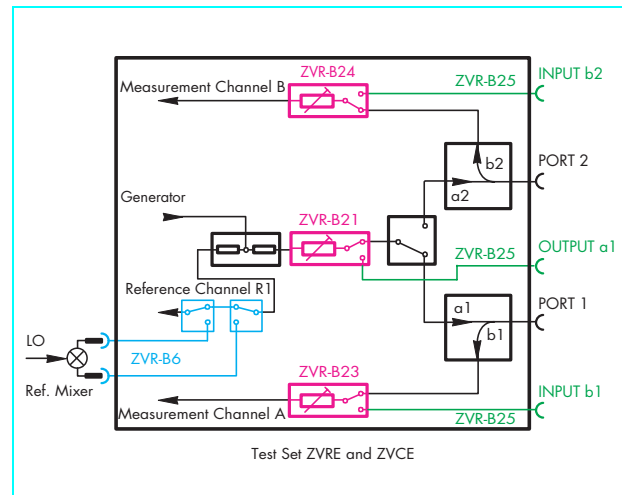 ZVR-B24
INPUT b2
Measurement Channel B
ZVR-B25
b2
PORT 2
a2
Generator
ZVR-B21
OUTPUT a1
ZVR-B25
Reference Channel R1
a1
PORT 1
b1
LO
ZVR-B6
ZVR-B23
Ref. Mixer
INPUT b1
Measurement Channel A
ZVR-B25
Test Set ZVRE and ZVCE